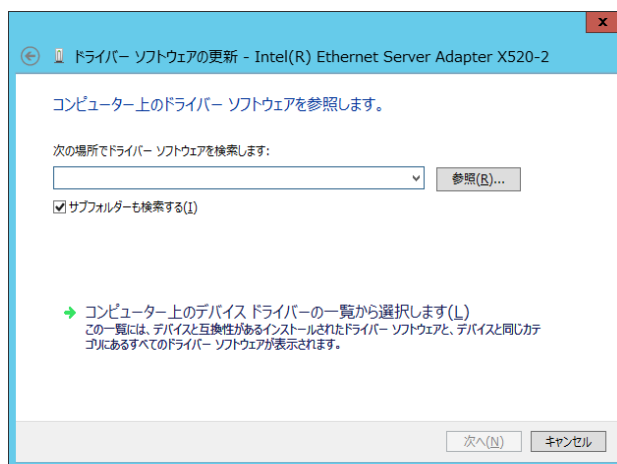 x
ドライバー ソフトウェアの更新 - Intel(R) Ethernet Server Adapter X520-2
コンピューター上のドライバー ソフトウェアを参照します。
次の場所でドライバー ソフトウェアを検索します:
参照(R)...
サブフォルダーも検索する(I)
コンピューター上のデバイス ドライバーの一覧から選択します(L)
この一覧には、デバイスと互換性があるインストールされたドライバー ソフトウェアと、デバイスと同じカテ
ゴリにあるすべてのドライバー ソフトウェアが表示されます。
次へ(N)
キャンセル